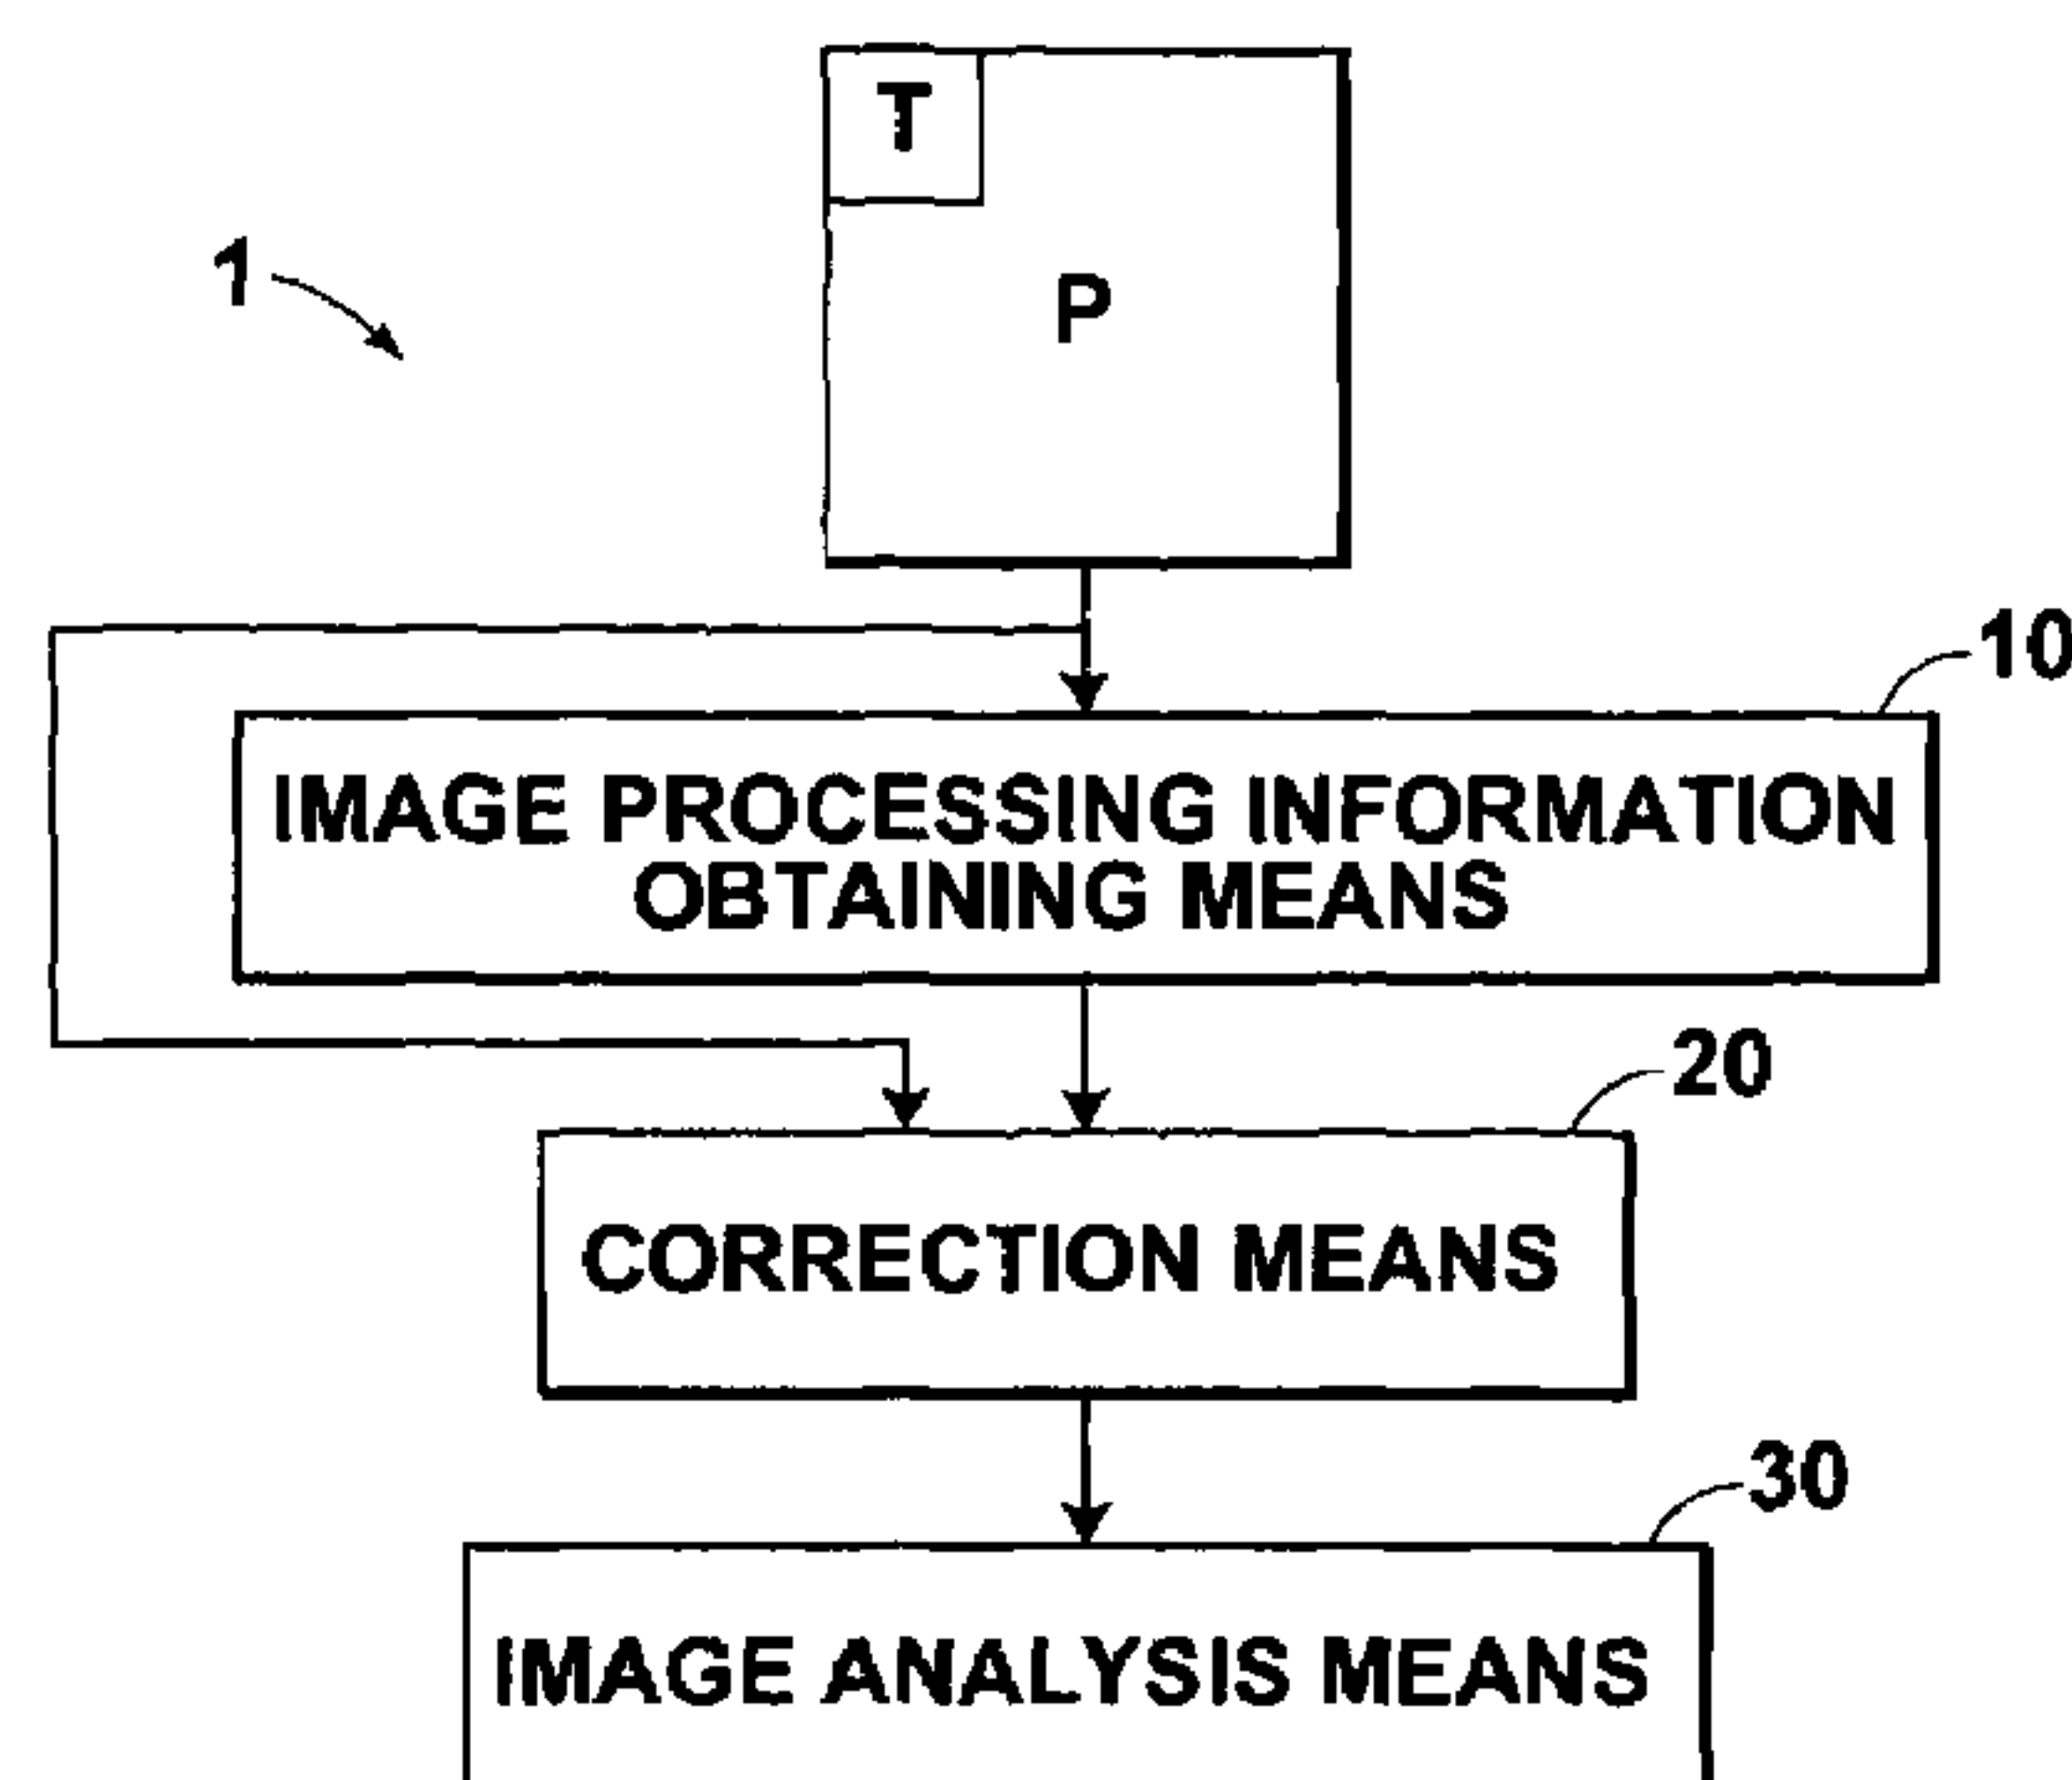 T
P
1
10
IMAGE PROCESSING INFORMATION
OBTAINING MEANS
20
CORRECTION MEANS
30
IMAGE ANALYSIS MEANS